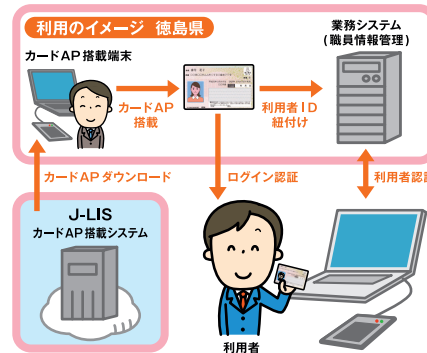 利用のイメージ 徳島県
業務システム
(職員情報管理)
カードAP搭載端末
カードAP
搭載
利用者ID
紐付け
カードAPダウンロード
ログイン認証
利用者認証
J-LIS
カードAP搭載システム
利用者